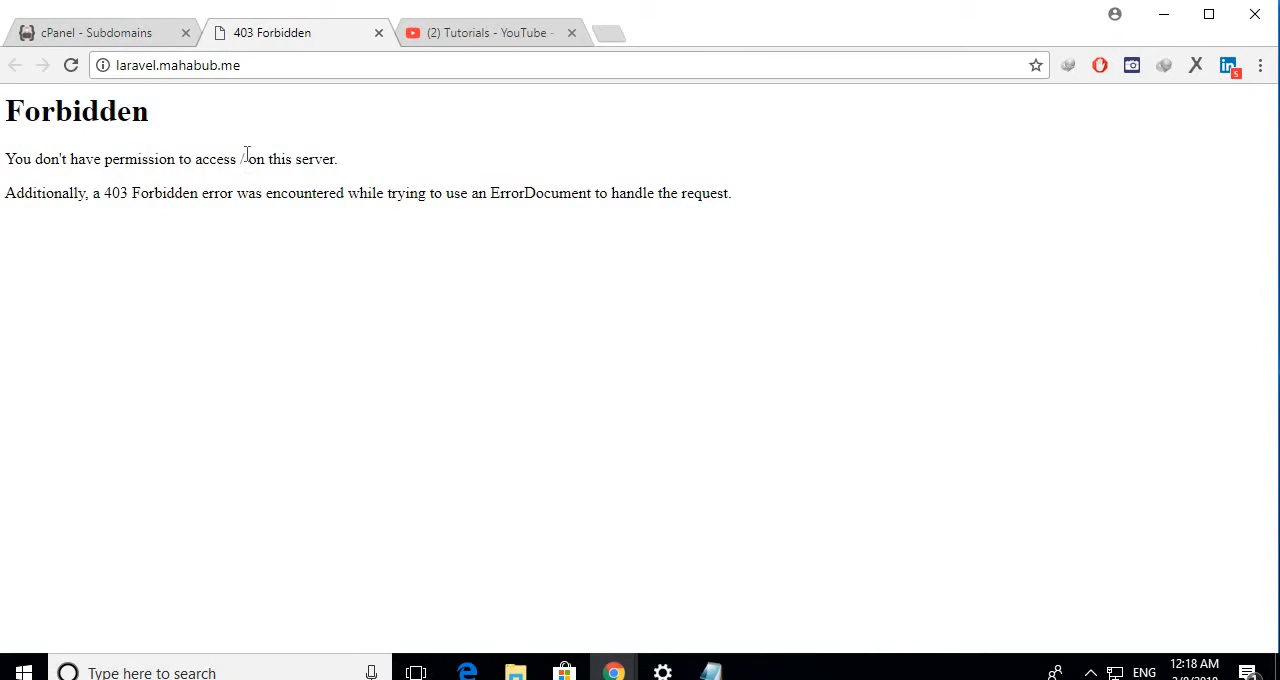 cPanel - Subdomains
403 Forbidden
(2) Tutorials - YouTube -
laravel.mahabub.me
5
Forbidden
You don't have permission to access / on this server.
Additionally, a 403 Forbidden error was encountered while trying to use an ErrorDocument to handle the request.
Type here to search
ENG
12:18 AM